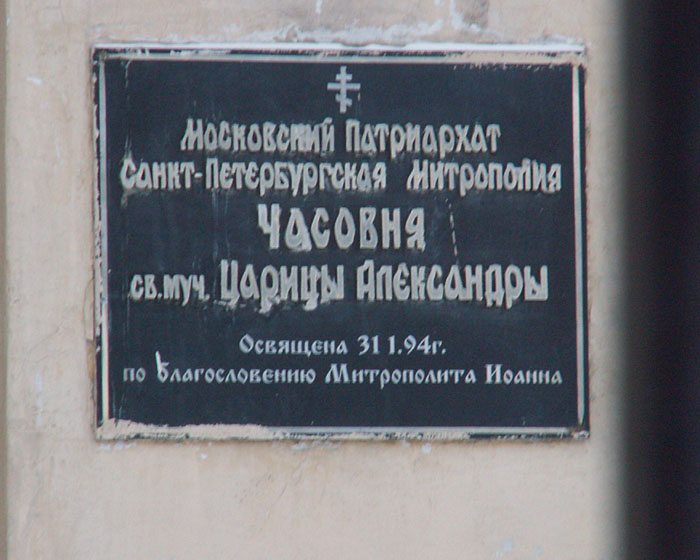 Московский Патриархат
Санкт-Петербургская Митрополия
Часовня
св.муч. Царицы Александры
Освящена 31 1.94г.
по благословению Митрополита Иоанна